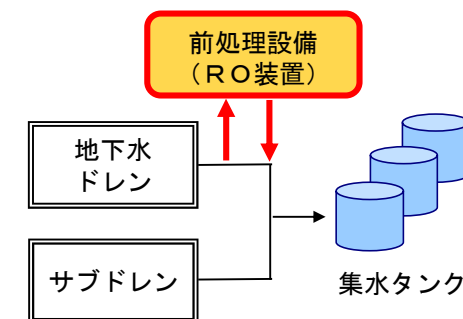 前処理設備
（ＲＯ装置）
地下水
ドレン
サブドレン
集水タンク